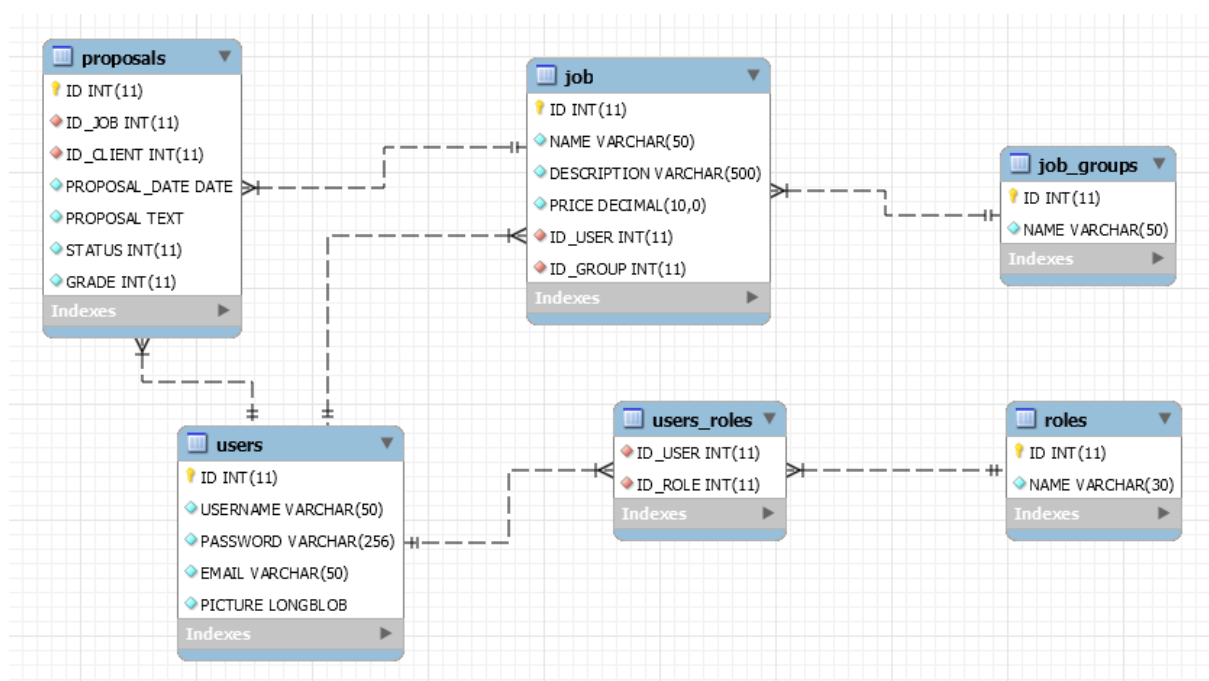 proposals
ID INT(11)
ID_JOB INT(11)
ID_CLIENT INT(11)
PROPOSAL_DATE DATE
PROPOSAL TEXT
STATUS INT(11)
GRADE INT(11)
Indexes
job
ID INT(11)
NAME VARCHAR(50)
DESCRIPTION VARCHAR(500)
PRICE DECIMAL(10,0)
ID_USER INT(11)
ID_GROUP INT(11)
Indexes
job_groups
ID INT(11)
NAME VARCHAR(50)
Indexes
users
ID INT(11)
USERNAME VARCHAR(50)
PASSWORD VARCHAR(256)
EMAIL VARCHAR(50)
PICTURE LONGBLOB
Indexes
users_roles
ID_USER INT(11)
ID_ROLE INT(11)
Indexes
roles
ID INT(11)
NAME VARCHAR(30)
Indexes